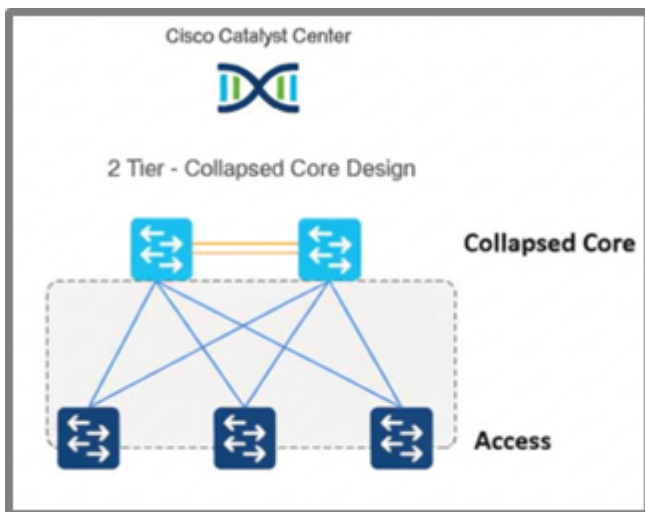 Cisco Catalyst Center
2 Tier - Collapsed Core Design
Collapsed Core
Access